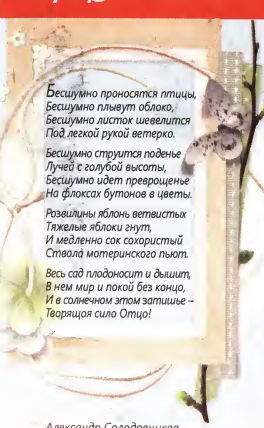 Бесшумно проносятся птицы,
Бесшумно плывут облака,
Бесшумно листок шевелится
Под легкой рукой ветерка.
Бесшумно струится паденье
Лучей с голубой высоты,
Бесшумно идет превращенье
На флоксах бутонов в цветы.
Развилины яблонь ветвистых
Тяжелые яблоки гнут,
И медленно сок сахаристый
Ствола материнского пьют.
Весь сад плодоносит и дышит,
В нем мир и покой без конца,
И в солнечном этом затишье –
Творящая сила Отца!
Александр Солодовников